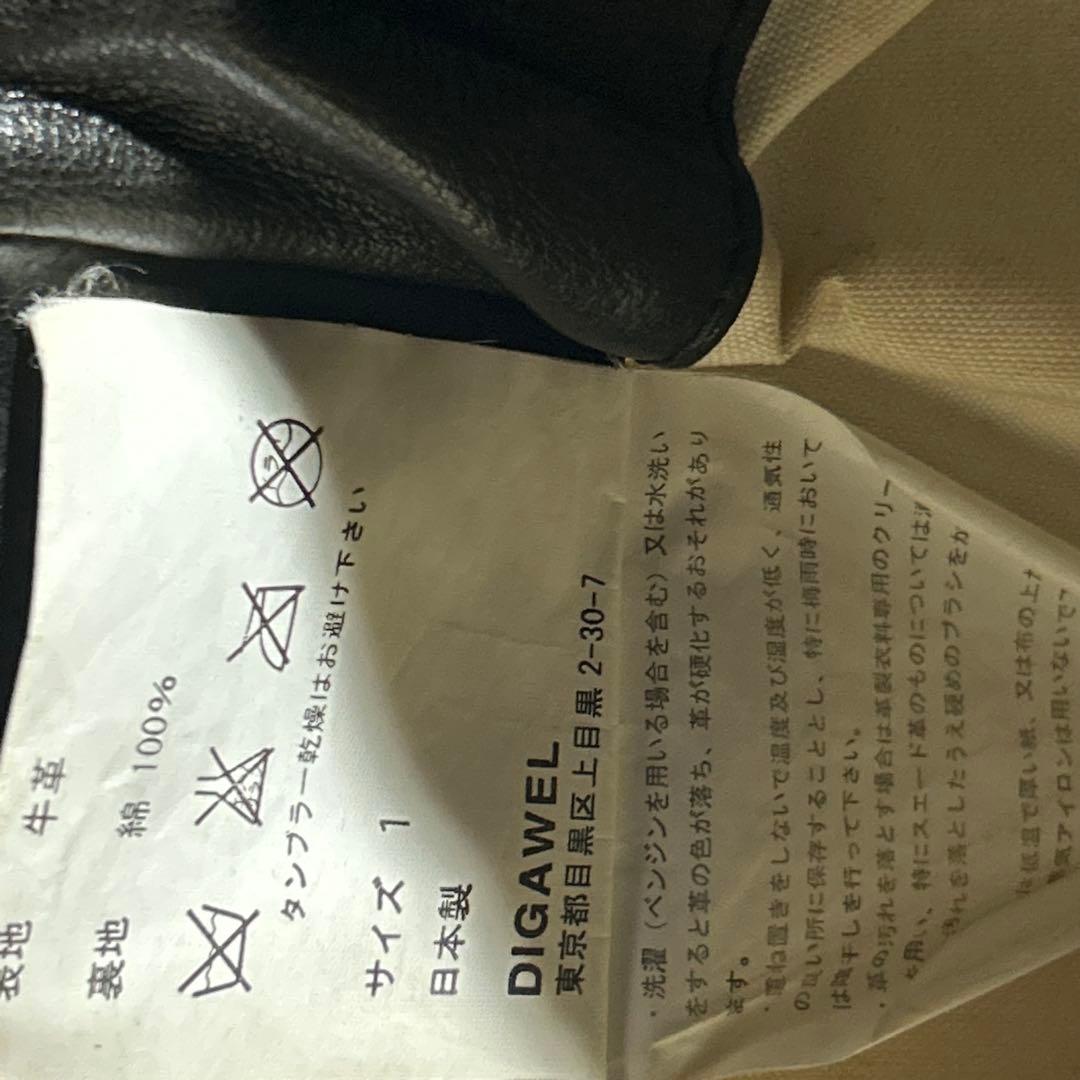 表地 牛革
裏地 綿 100%
ドライ
タンブラー乾燥はお避け下さい
サイズ 1
日本製
DIGAWEL
東京都目黒区上目黒 2-30-7
・洗濯（ベンジンを用いる場合を含む）又は水洗い
をすると革の色が落ち、革が硬化するおそれがあり
ます。
・重ね置きをしないで温度及び湿度が低く、通気性
の良い所に保存することとし、特に梅雨時において
は陰干しを行って下さい。
・革の汚れを落とす場合は革製衣料専用のクリー
を用い、特にスエード革のものについては
汚れを落としたうえ硬めのブラシをか
低温で厚い紙、又は布の上
気アイロンは用いないで